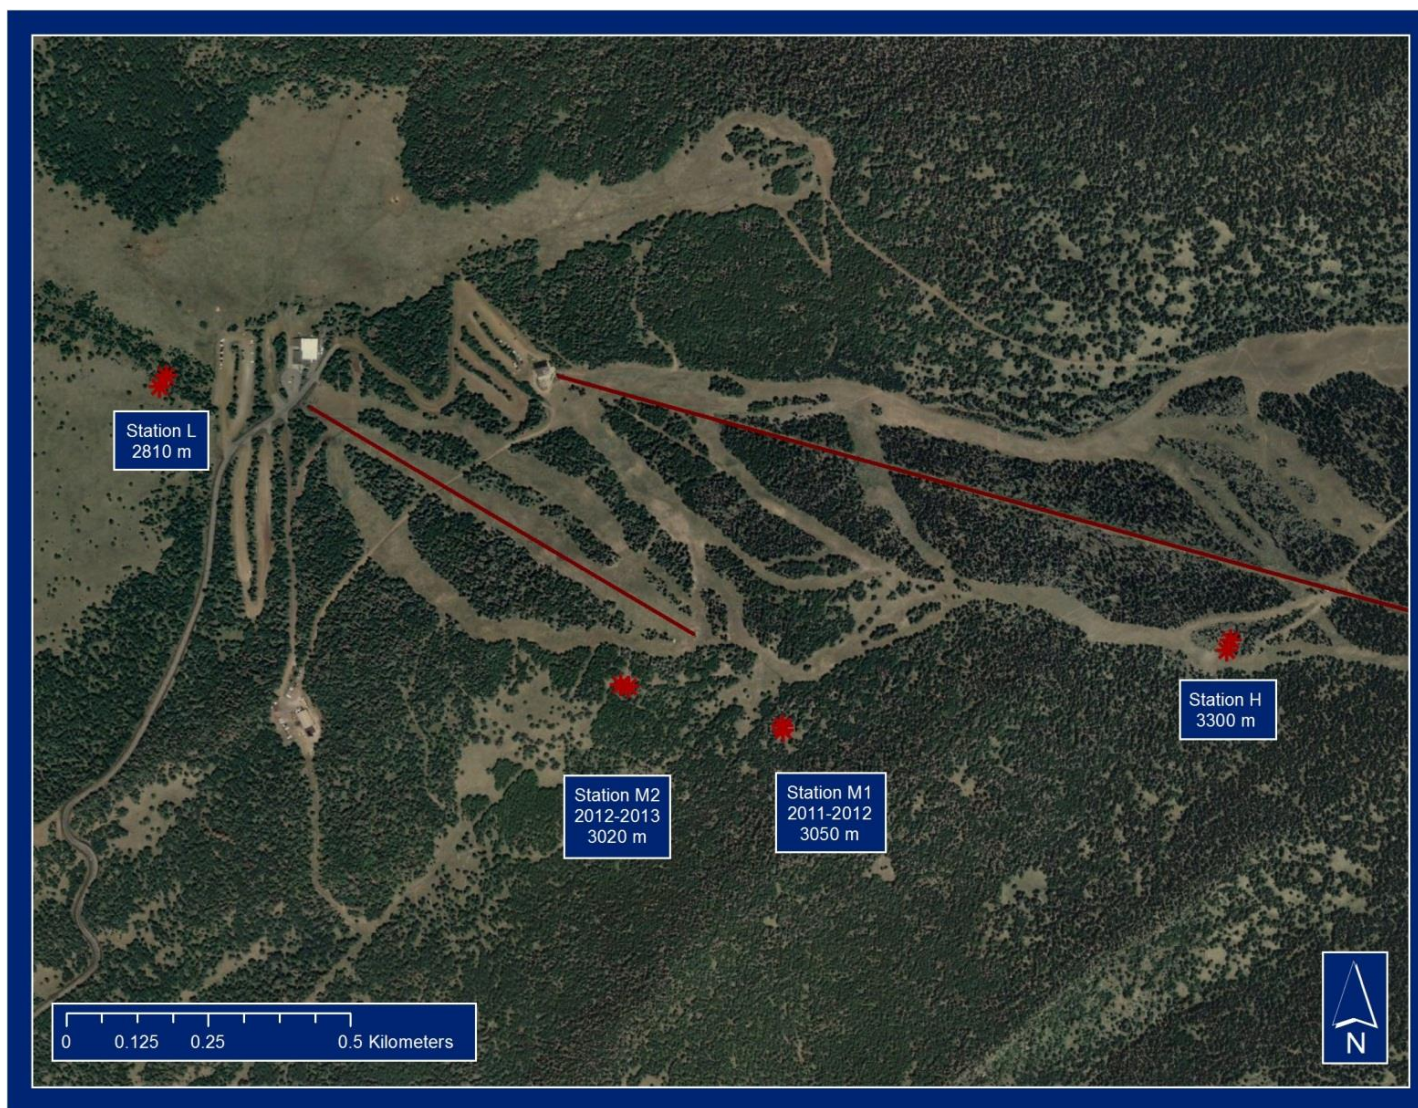 Station L
2810 m
Station H
3300 m
Station M2
2012-2013
3020 m
Station M1
2011-2012
3050 m
0 0.125 0.25 0.5 Kilometers
N